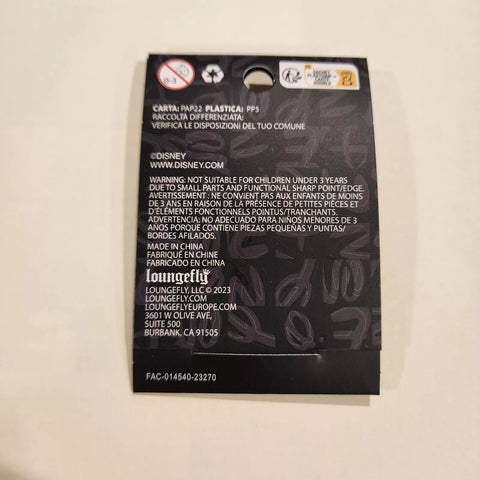 0-3
FR
CARTA: PAP22 PLASTICA: PP5
RACCOLTA DIFFERENZIATA:
VERIFICA LE DISPOSIZIONI DEL TUO COMUNE
©DISNEY
WWW.DISNEY.COM
WARNING: NOT SUITABLE FOR CHILDREN UNDER 3 YEARS
DUE TO SMALL PARTS AND FUNCTIONAL SHARP POINT/EDGE.
AVERTISSEMENT : NE CONVIENT PAS AUX ENFANTS DE MOINS
DE 3 ANS EN RAISON DE LA PRÉSENCE DE PETITES PIÈCES ET
D'ÉLÉMENTS FONCTIONNELS POINTUS/TRANCHANTS.
ADVERTENCIA: NO ADECUADO PARA NIÑOS MENORES DE 3
AÑOS PORQUE CONTIENE PIEZAS PEQUEÑAS Y PUNTAS/
BORDES AFILADOS.
MADE IN CHINA
FABRIQUÉ EN CHINE
FABRICADO EN CHINA
loungefly
LOUNGEFLY, LLC © 2023
LOUNGEFLY.COM
LOUNGEFLYEUROPE.COM
3601 W OLIVE AVE,
SUITE 500
BURBANK, CA 91505
FAC-014540-23270